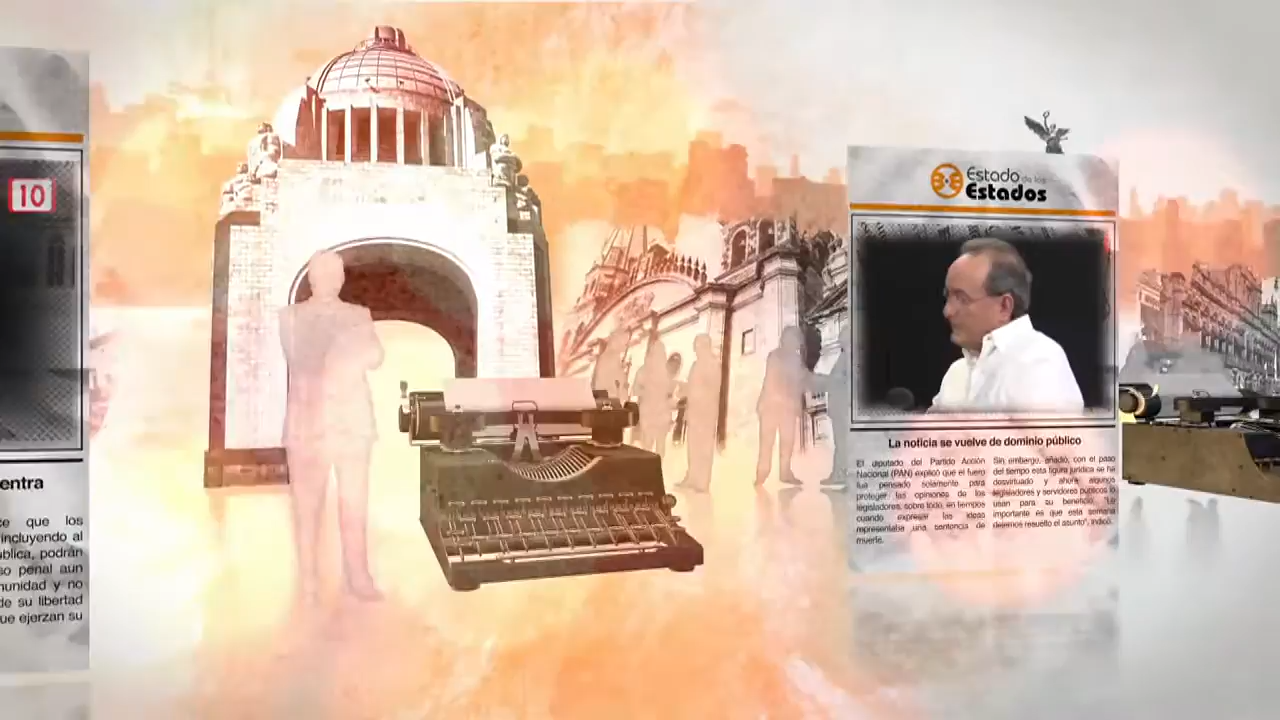 10
entra
ce que los
incluyendo al
ública, podrán
so penal aun
munidad y no
de su libertad
que ejerzan su
Estado de los
Estados
La noticia se vuelve de dominio público
El diputado del Partido Acción
Nacional (PAN) explicó que el fuero
fue pensado solamente para
proteger las opiniones de los
legisladores, sobre todo, en tiempos
cuando expresar las ideas
representaba una sentencia de
muerte.
Sin embargo, añadió, con el paso
del tiempo esta figura jurídica se ha
desvirtuado y ahora algunos
legisladores y servidores públicos lo
usan para su beneficio. "Lo
importante es que esta semana
dejemos resuelto el asunto", indicó.